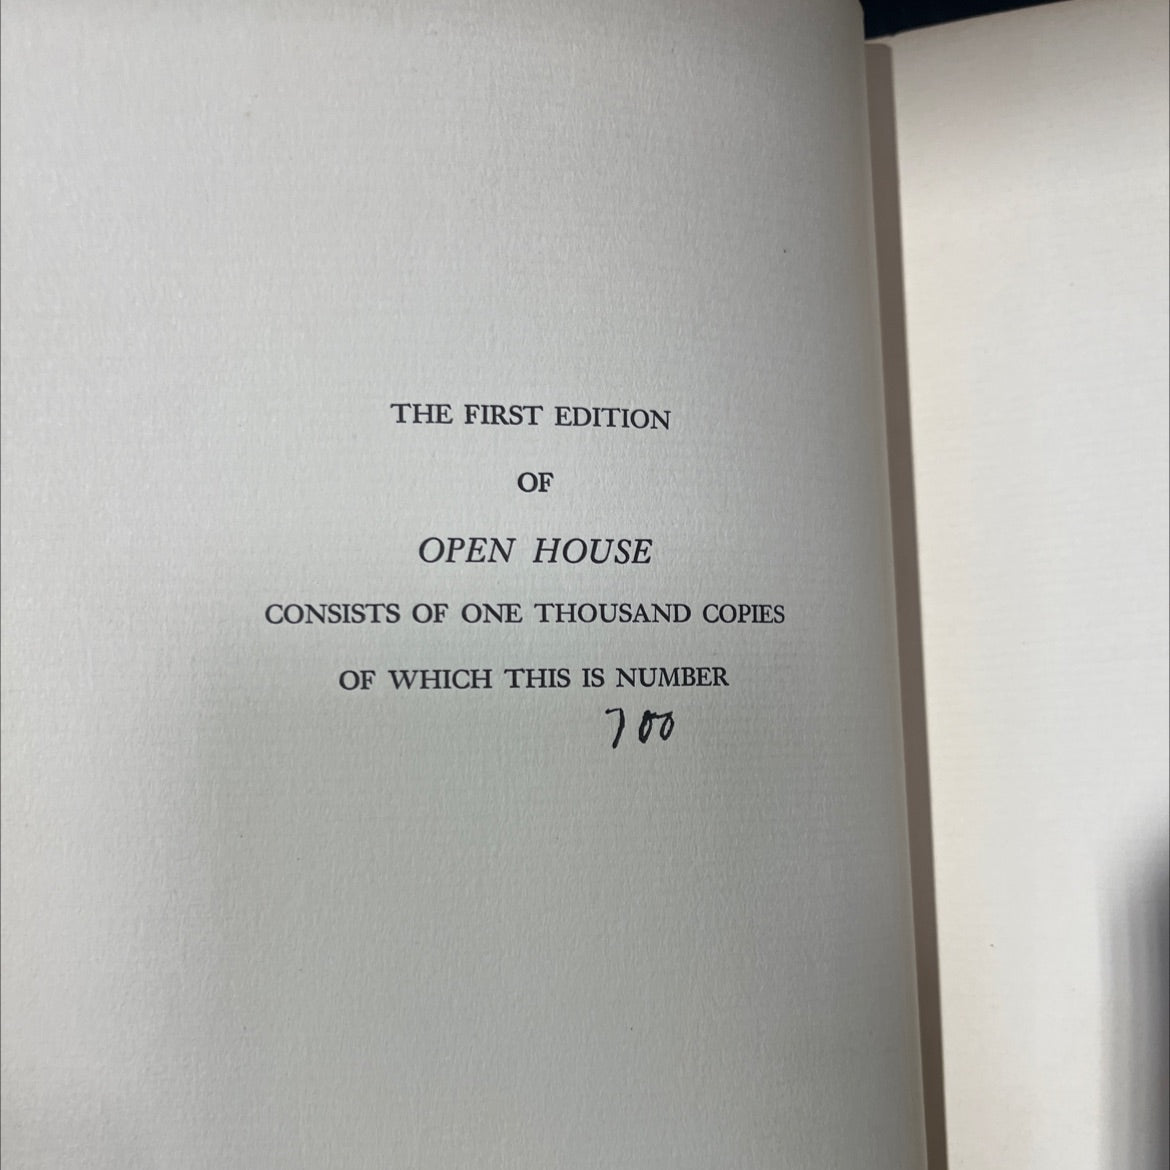 THE FIRST EDITION
OF
OPEN HOUSE
CONSISTS OF ONE THOUSAND COPIES
OF WHICH THIS IS NUMBER
700